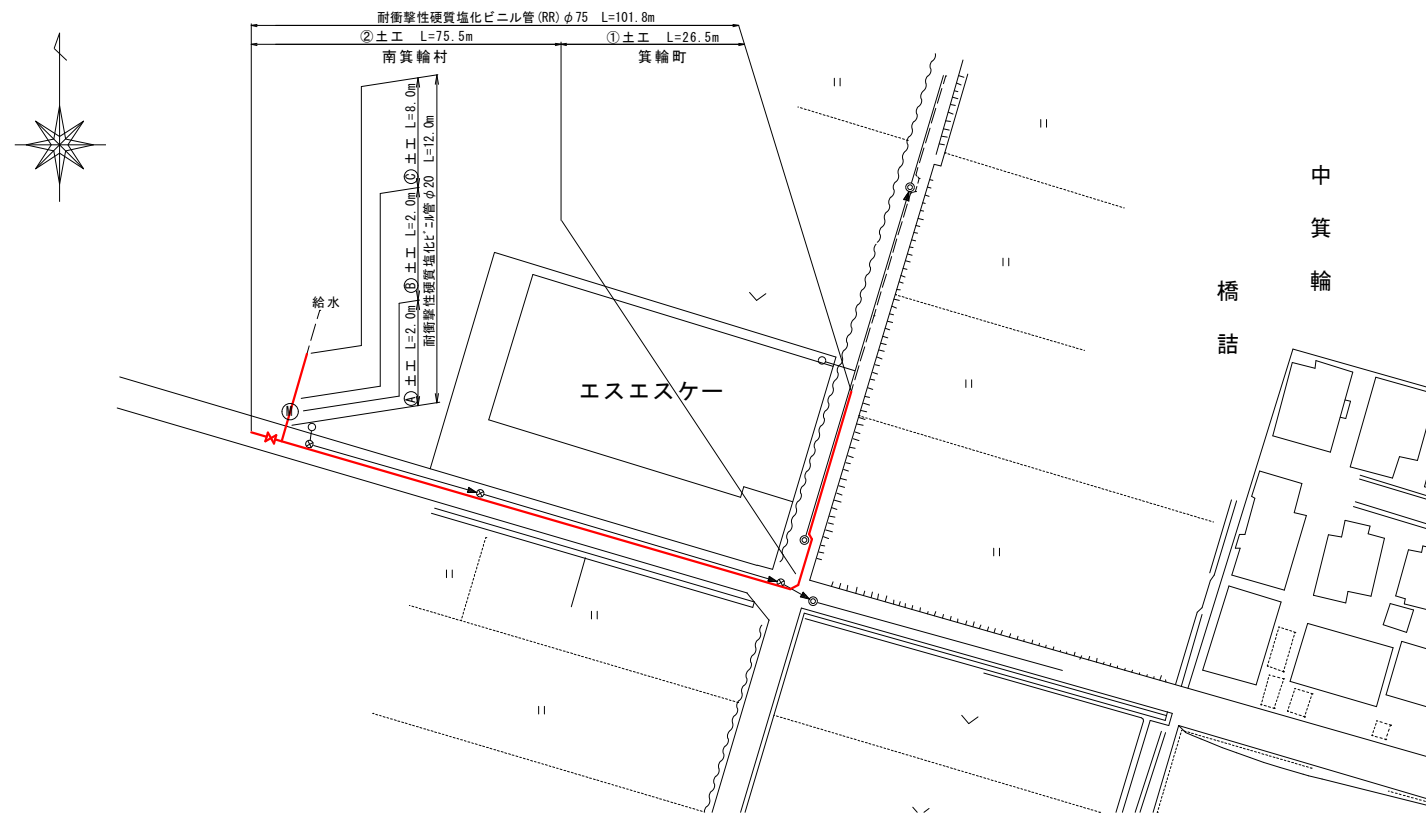 耐衝撃性硬質塩化ビニル管(RR)φ75 L=101.8m
②土工 L=75.5m
①土工 L=26.5m
南箕輪村
箕輪町
Ⓒ土工 L=8.0m
Ⓑ土工 L=2.0m
Ⓐ土工 L=2.0m
耐衝撃性硬質塩化ビニル管φ20 L=12.0m
給水
M
エスエスケー
中箕輪
橋詰